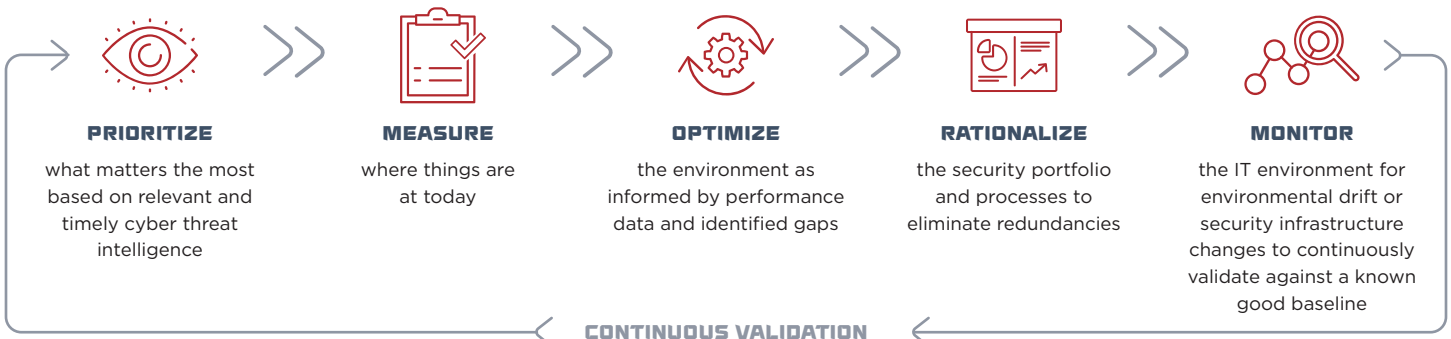 PRIORITIZE
what matters the most
based on relevant and
timely cyber threat
intelligence
MEASURE
where things are
at today
OPTIMIZE
the environment as
informed by performance
data and identified gaps
RATIONALIZE
the security portfolio
and processes to
eliminate redundancies
MONITOR
the IT environment for
environmental drift or
security infrastructure
changes to continuously
validate against a known
good baseline
CONTINUOUS VALIDATION